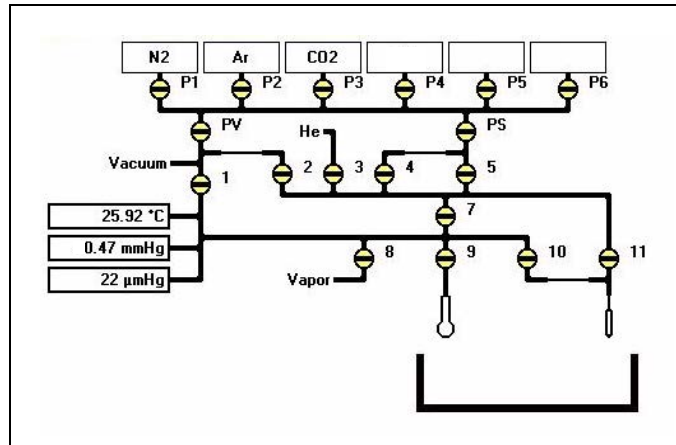 N2 Ar CO2
P1 P2 P3 P4 P5 P6
PV PS
He
Vacuum 2 3 4 5
1
7
25.92 °C
0.47 mmHg
8 9 10 11
22 µmHg Vapor